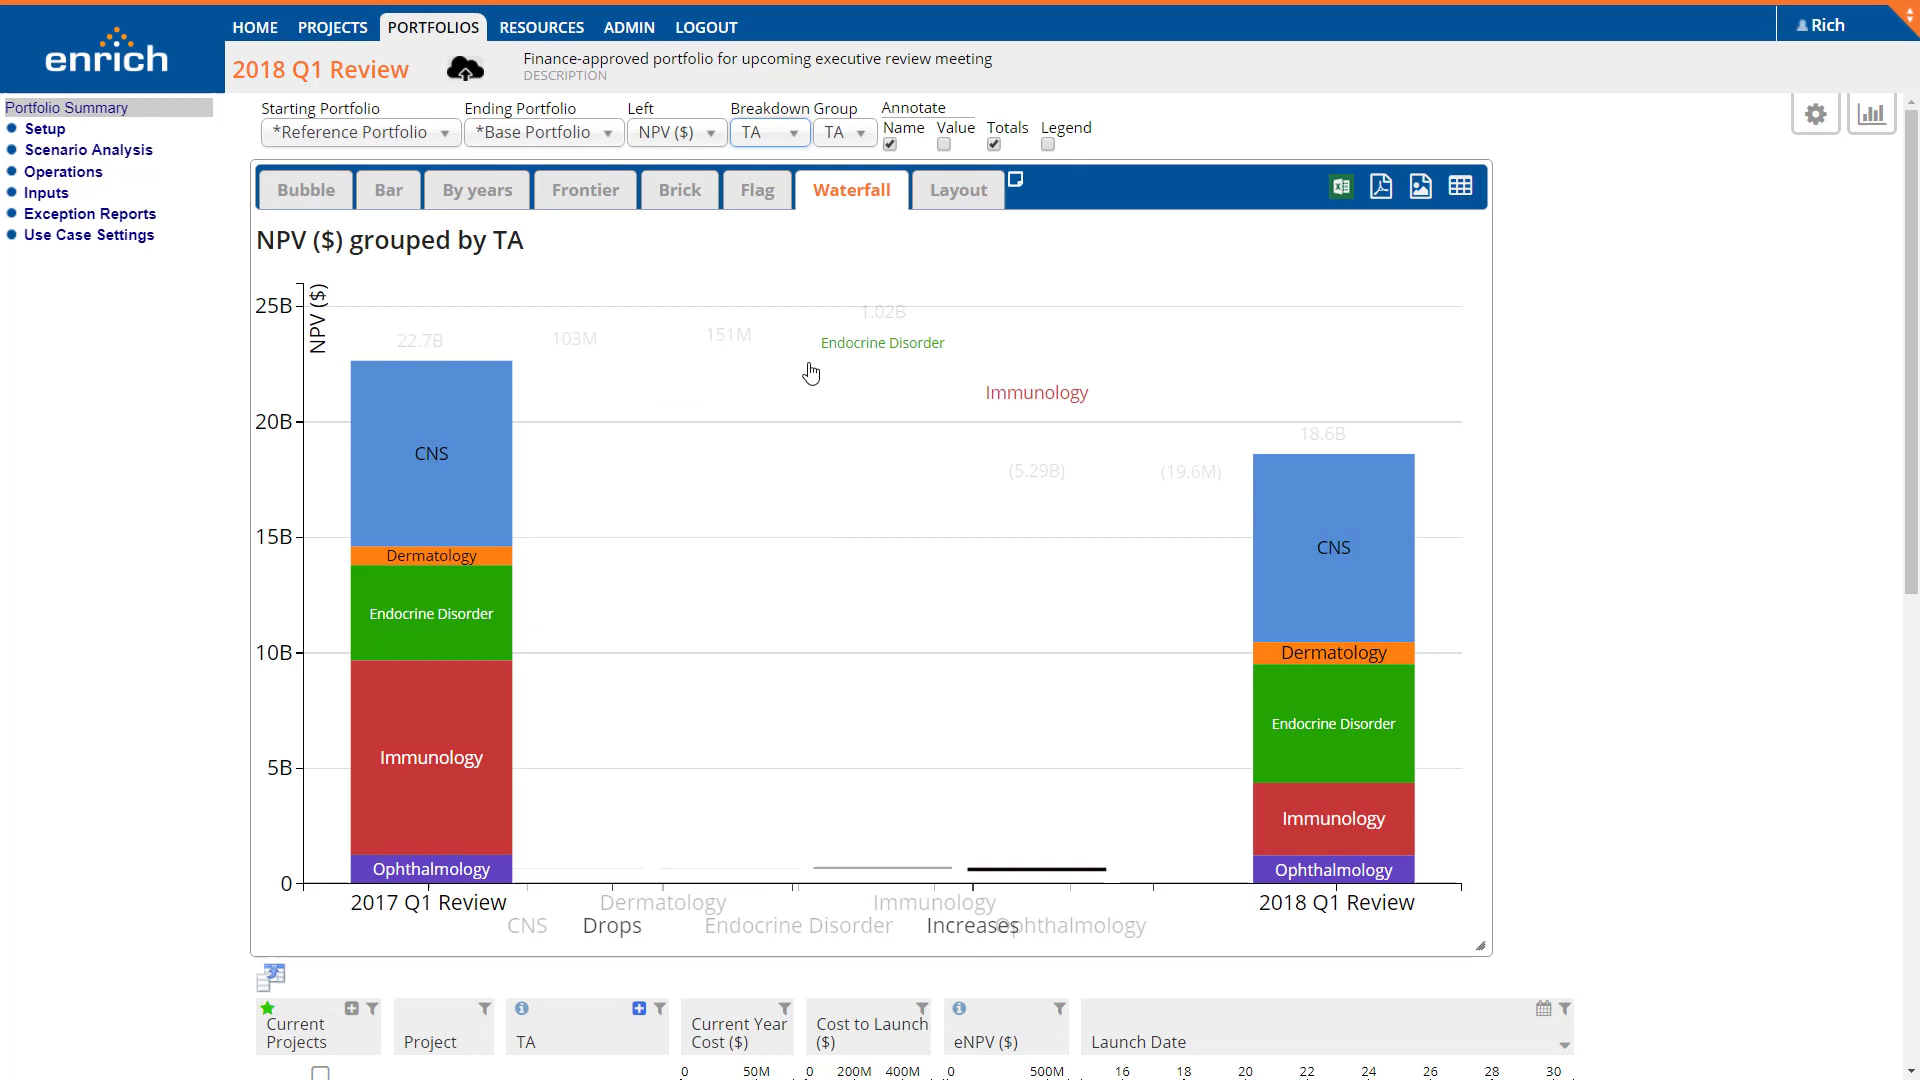 HOME PROJECTS PORTFOLIOS RESOURCES ADMIN LOGOUT
Rich
enrich
2018 Q1 Review
Finance-approved portfolio for upcoming executive review meeting
DESCRIPTION
Portfolio Summary
Setup
Scenario Analysis
Operations
Inputs
Exception Reports
Use Case Settings
Starting Portfolio Ending Portfolio Left Breakdown Group Annotate
*Reference Portfolio *Base Portfolio NPV ($) TA TA
Name Value Totals Legend
Bubble Bar By years Frontier Brick Flag Waterfall Layout
NPV ($) grouped by TA
NPV ($)
25B
20B
15B
10B
5B
0
22.7B 103M 151M 1.02B
Endocrine Disorder
Immunology
(5.29B) (19.6M) 18.6B
CNS
Dermatology
Endocrine Disorder
Immunology
Ophthalmology
CNS
Dermatology
Endocrine Disorder
Immunology
Ophthalmology
2017 Q1 Review Dermatology Immunology 2018 Q1 Review
CNS Drops Endocrine Disorder Increases Ophthalmology
Current Projects
Project
TA
Current Year Cost ($)
Cost to Launch ($)
eNPV ($)
Launch Date
0 50M 0 200M 400M 0 500M 16 18 20 22 24 26 28 30